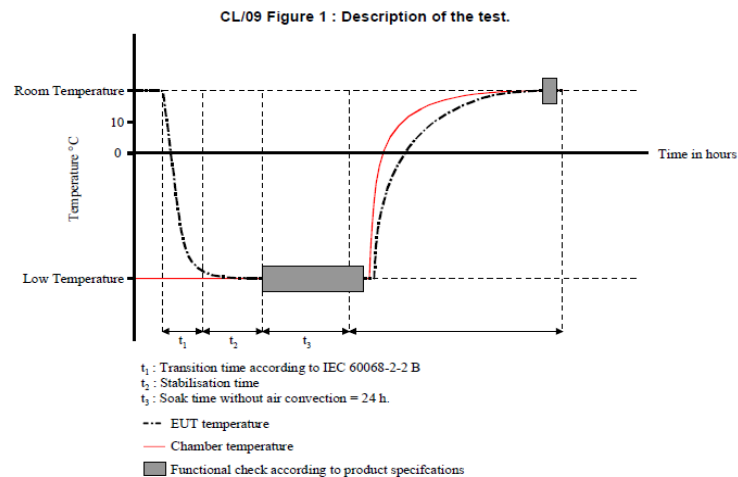 CL/09 Figure 1 : Description of the test.
Room Temperature
10
0
Temperature °C
Time in hours
Low Temperature
t1
t2
t3
t1 : Transition time according to IEC 60068-2-2 B
t2 : Stabilisation time
t3 : Soak time without air convection = 24 h.
EUT temperature
Chamber temperature
Functional check according to product specifcations